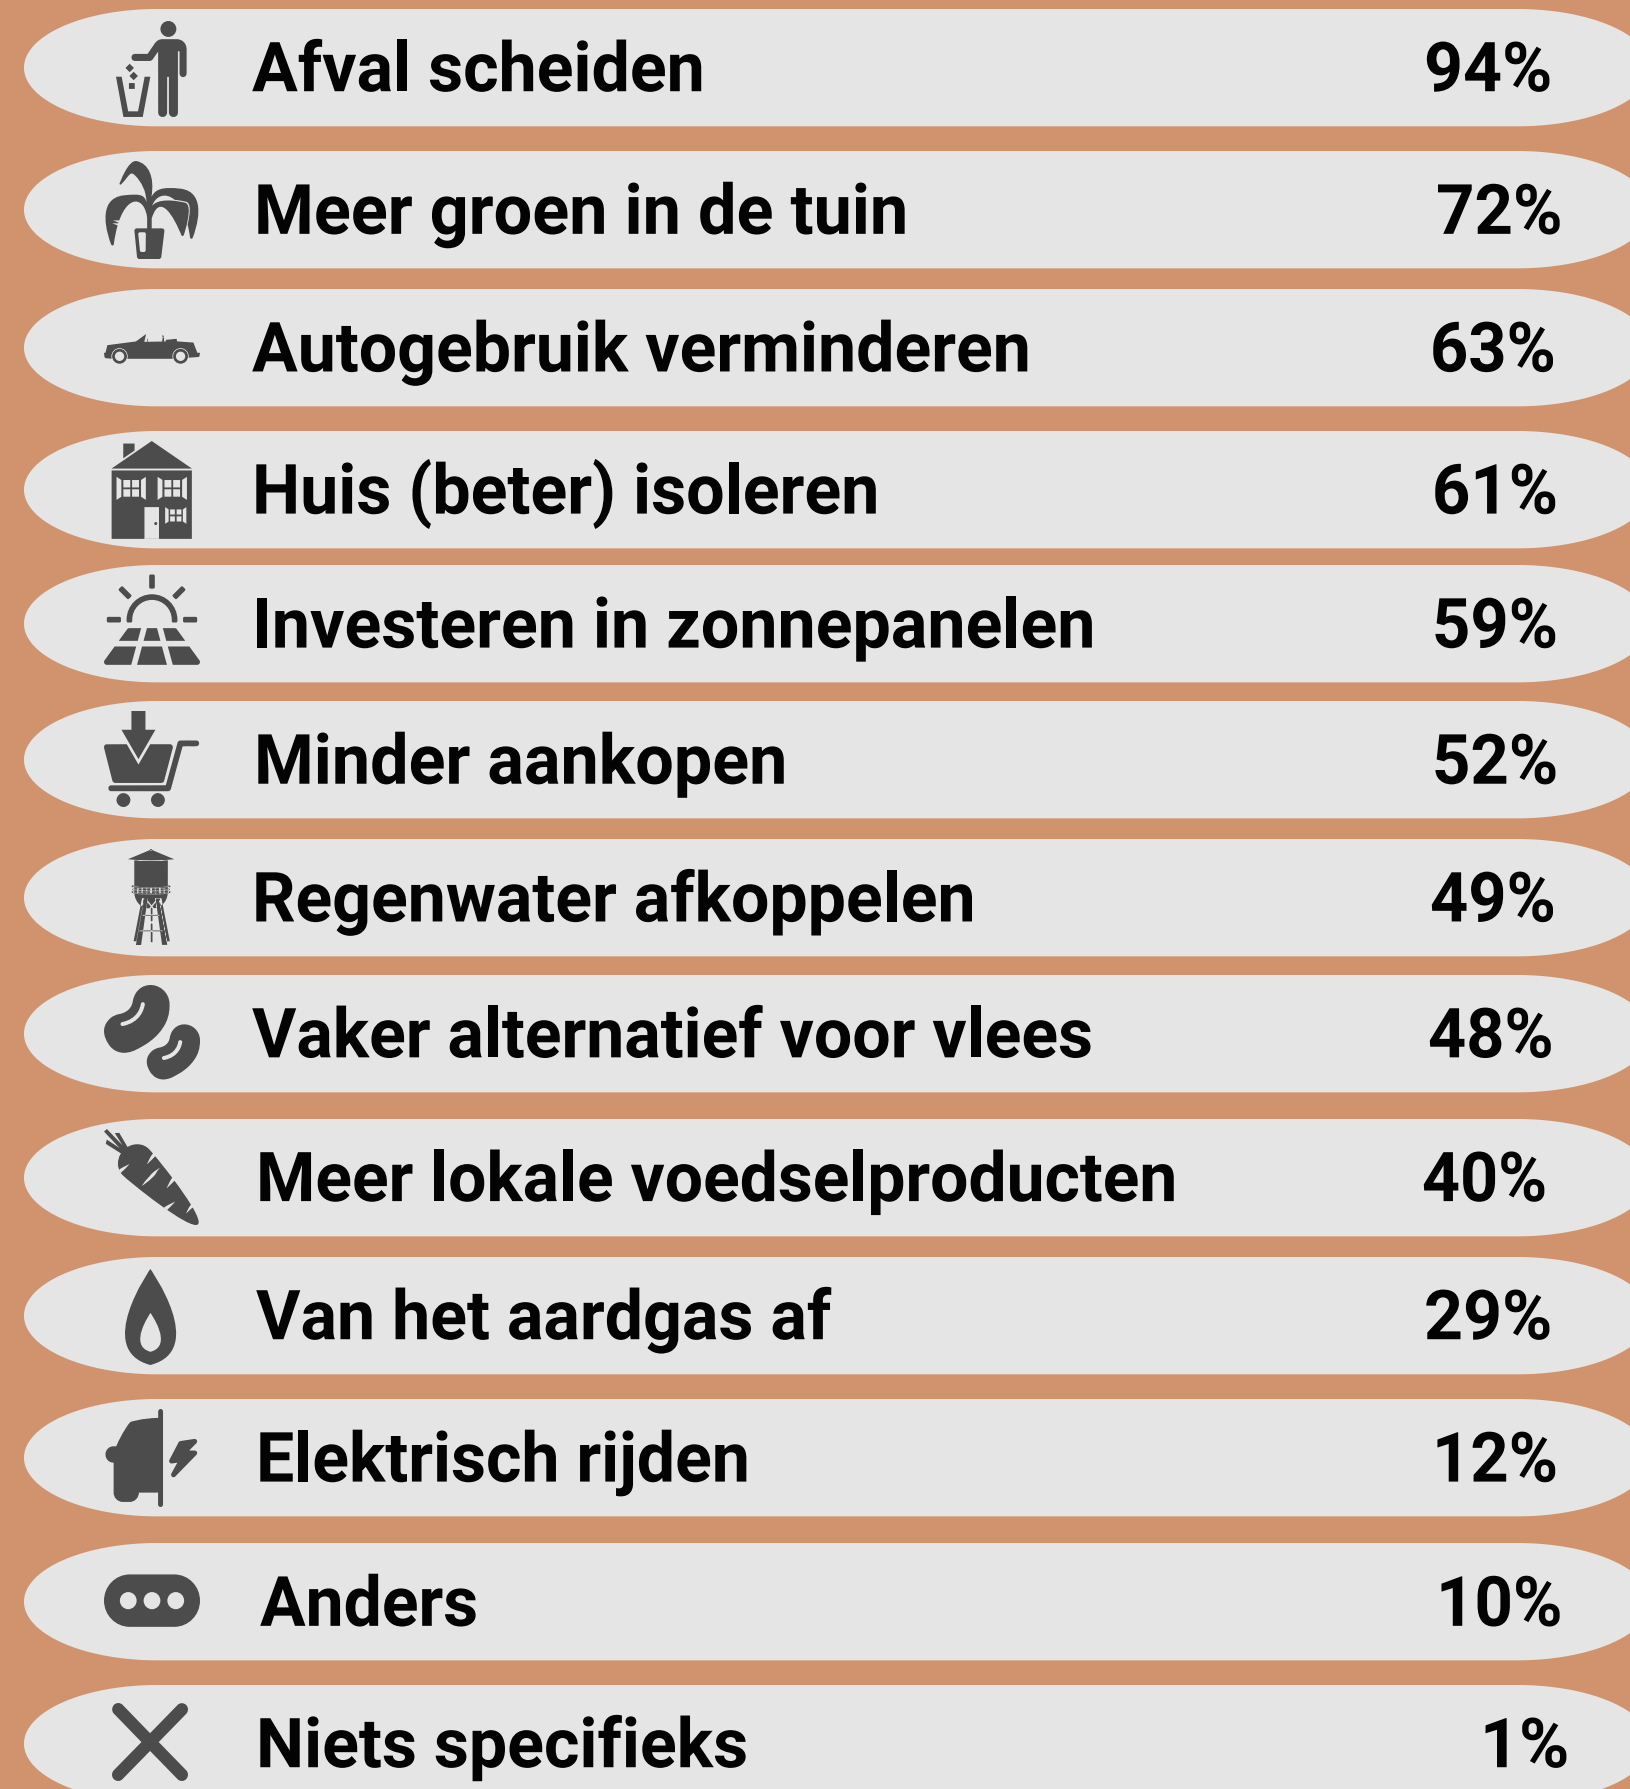 Afval scheiden 94%
Meer groen in de tuin 72%
Autogebruik verminderen 63%
Huis (beter) isoleren 61%
Investeren in zonnepanelen 59%
Minder aankopen 52%
Regenwater afkoppelen 49%
Vaker alternatief voor vlees 48%
Meer lokale voedselproducten 40%
Van het aardgas af 29%
Elektrisch rijden 12%
Anders 10%
Niets specifieks 1%